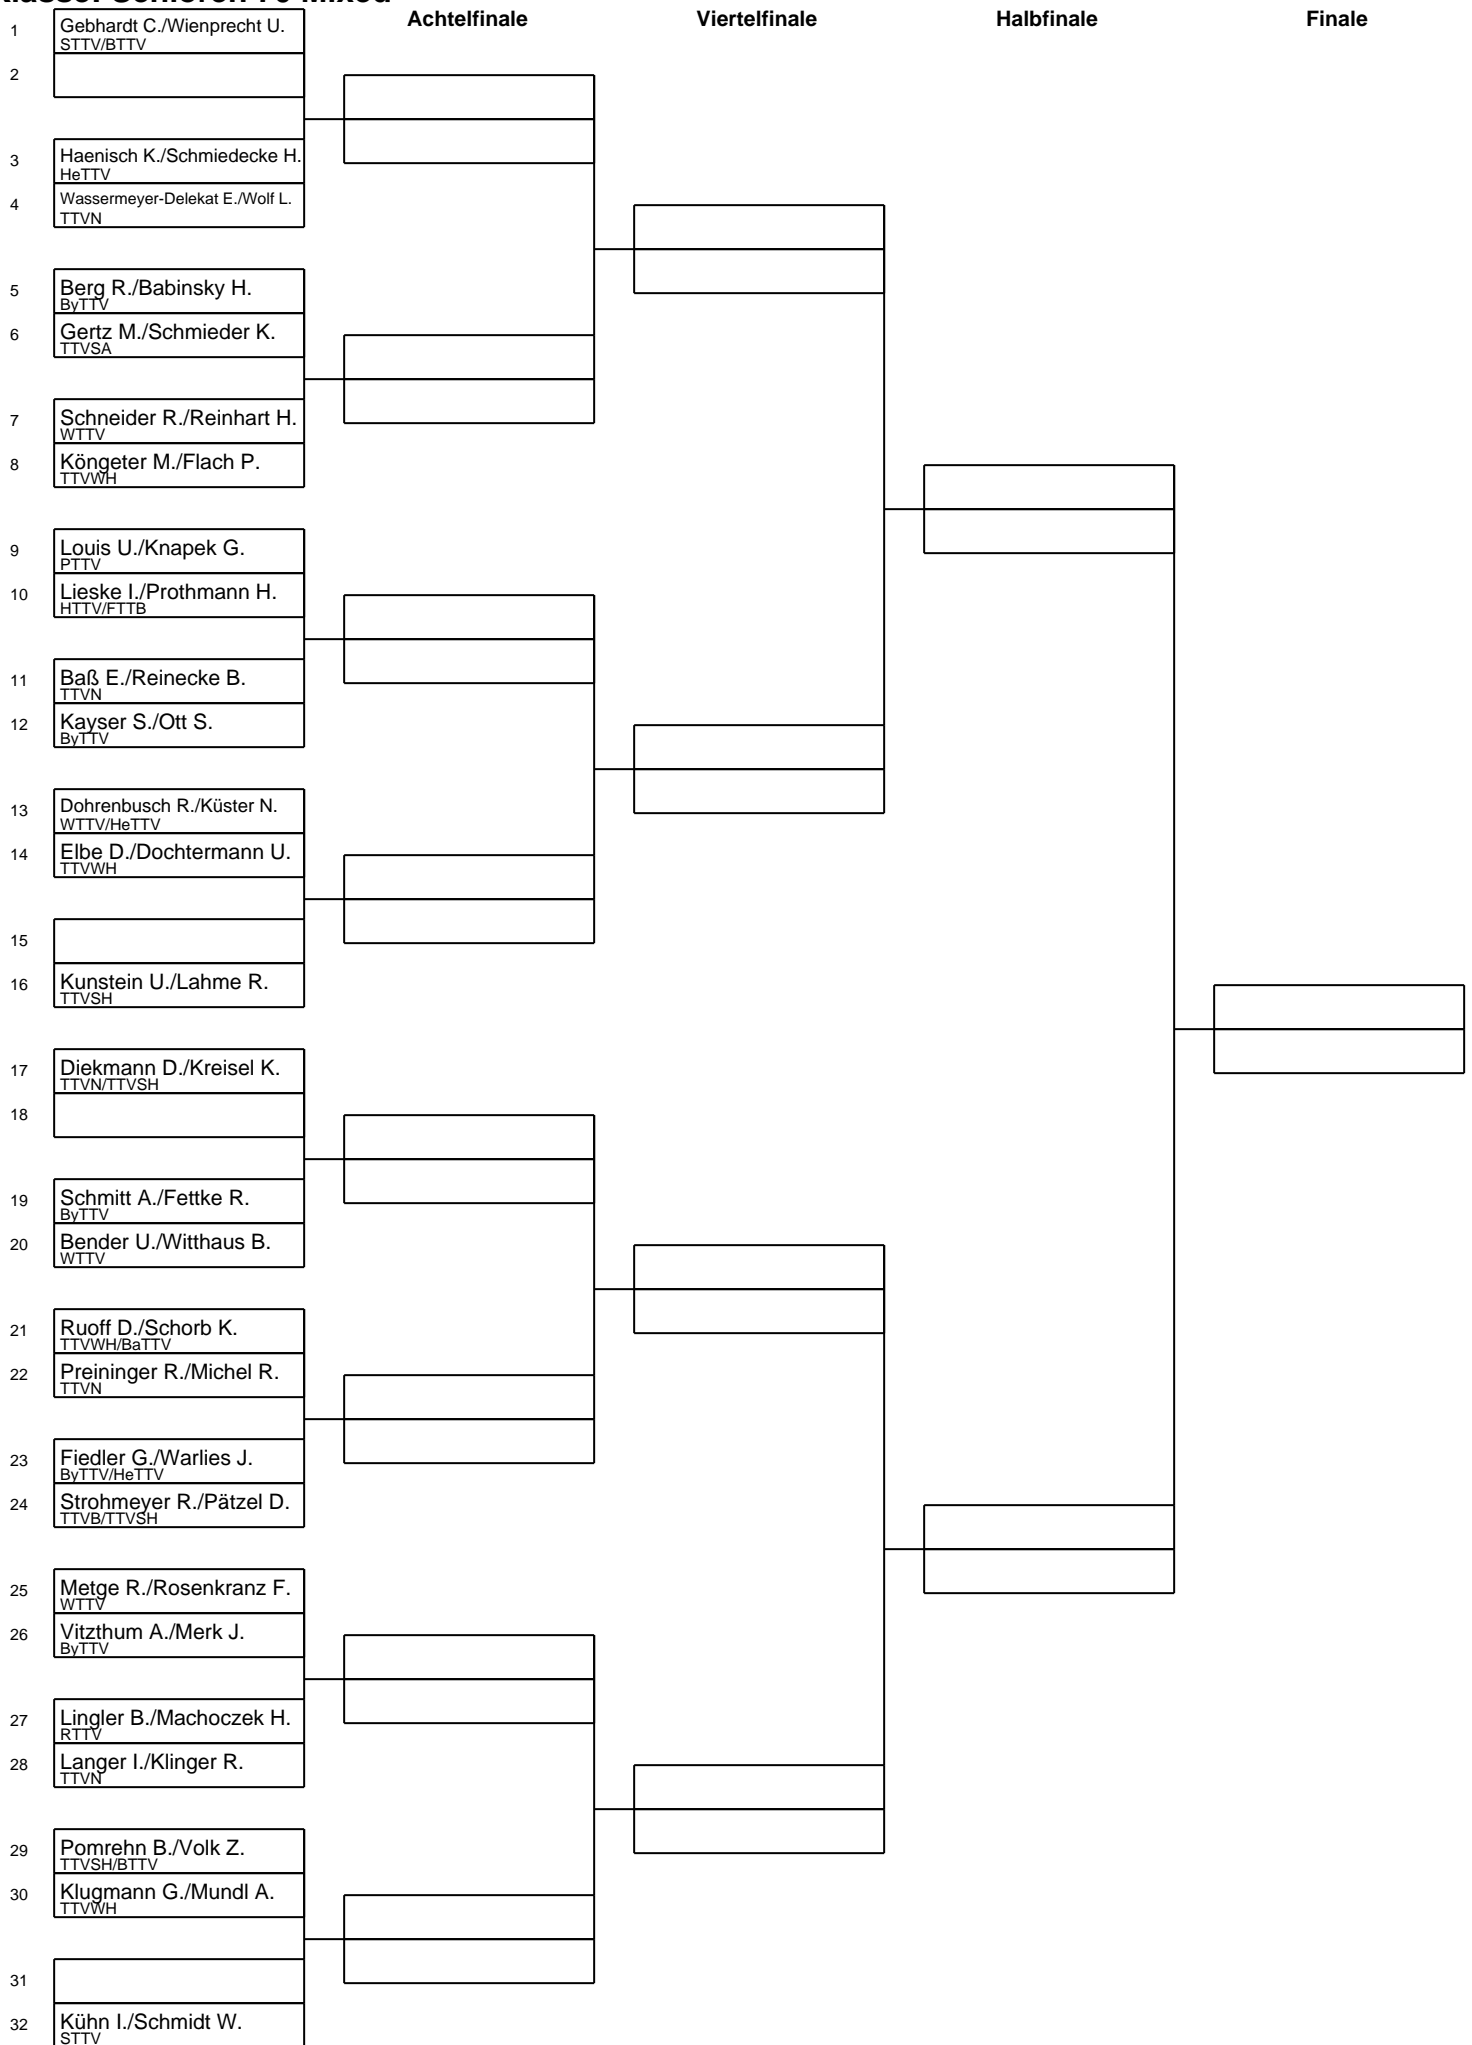 Achtelfinale Viertelfinale Halbfinale Finale
1 Gebhardt C./Wienprecht U.
STTV/BTTV
2
3 Haenisch K./Schmiedecke H.
HeTTV
4 Wassermeyer-Delekat E./Wolf L.
TTVN
5 Berg R./Babinsky H.
ByTTV
6 Gertz M./Schmieder K.
TTVSA
7 Schneider R./Reinhart H.
WTTV
8 Köngeter M./Flach P.
TTVWH
9 Louis U./Knapek G.
PTTV
10 Lieske I./Prothmann H.
HTTV/FTTB
11 Baß E./Reinecke B.
TTVN
12 Kayser S./Ott S.
ByTTV
13 Dohrenbusch R./Küster N.
WTTV/HeTTV
14 Elbe D./Dochtermann U.
TTVWH
15
16 Kunstein U./Lahme R.
TTVSH
17 Diekmann D./Kreisel K.
TTVN/TTVSH
18
19 Schmitt A./Fettke R.
ByTTV
20 Bender U./Witthaus B.
WTTV
21 Ruoff D./Schorb K.
TTVWH/BaTTV
22 Preininger R./Michel R.
TTVN
23 Fiedler G./Warlies J.
ByTTV/HeTTV
24 Strohmeyer R./Pätzel D.
TTVB/TTVSH
25 Metge R./Rosenkranz F.
WTTV
26 Vitzthum A./Merk J.
ByTTV
27 Lingler B./Machoczek H.
RTTV
28 Langer I./Klinger R.
TTVN
29 Pomrehn B./Volk Z.
TTVSH/BTTV
30 Klugmann G./Mundl A.
TTVWH
31
32 Kühn I./Schmidt W.
STTV